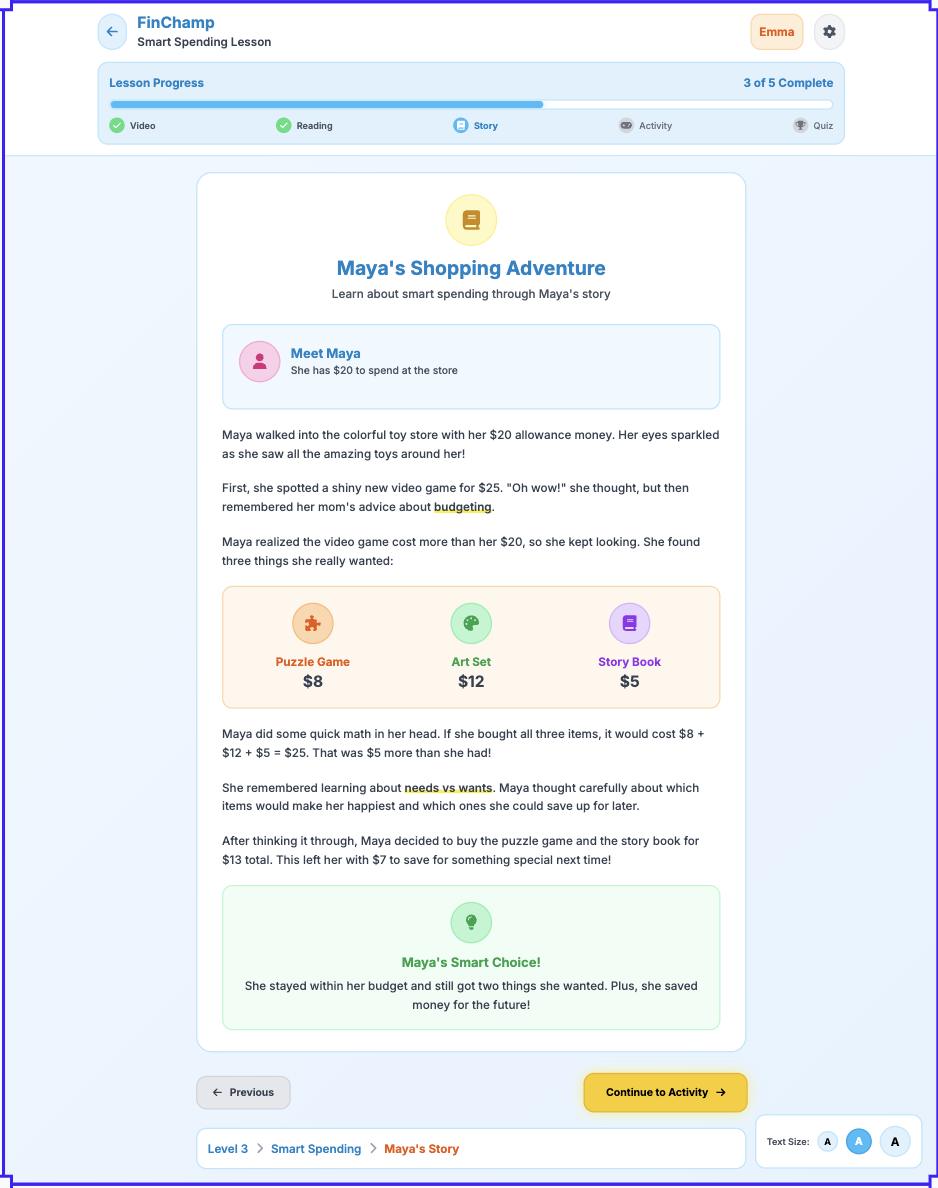 FinChamp
Smart Spending Lesson
Emma
Lesson Progress
3 of 5 Complete
Video
Reading
Story
Activity
Quiz
Maya's Shopping Adventure
Learn about smart spending through Maya's story
Meet Maya
She has $20 to spend at the store
Maya walked into the colorful toy store with her $20 allowance money. Her eyes sparkled
as she saw all the amazing toys around her!
First, she spotted a shiny new video game for $25. "Oh wow!" she thought, but then
remembered her mom's advice about budgeting.
Maya realized the video game cost more than her $20, so she kept looking. She found
three things she really wanted:
Puzzle Game
$8
Art Set
$12
Story Book
$5
Maya did some quick math in her head. If she bought all three items, it would cost $8 +
$12 + $5 = $25. That was $5 more than she had!
She remembered learning about needs vs wants. Maya thought carefully about which
items would make her happiest and which ones she could save up for later.
After thinking it through, Maya decided to buy the puzzle game and the story book for
$13 total. This left her with $7 to save for something special next time!
Maya's Smart Choice!
She stayed within her budget and still got two things she wanted. Plus, she saved
money for the future!
Previous
Continue to Activity
Level 3
Smart Spending
Maya's Story
Text Size:
A
A
A